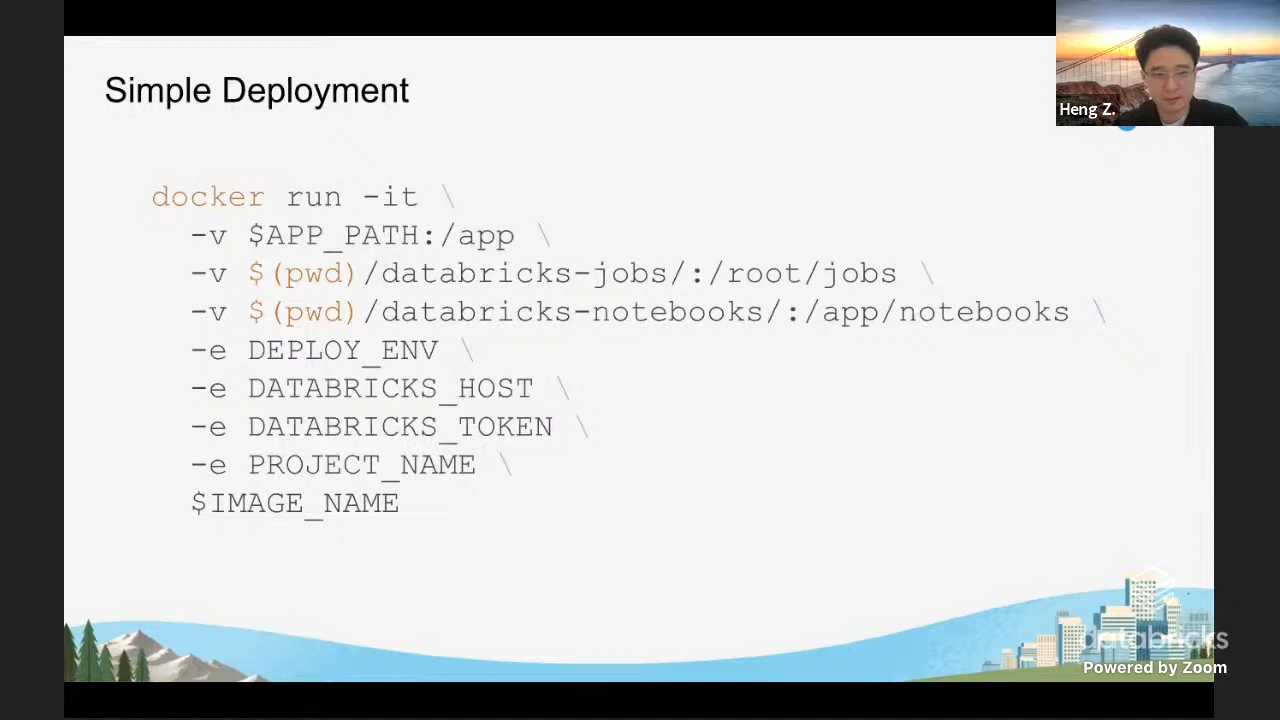 Simple Deployment
Heng Z.
docker run -it \
-v $APP_PATH:/app \
-v $(pwd)/databricks-jobs/:/root/jobs \
-v $(pwd)/databricks-notebooks/:/app/notebooks \
-e DEPLOY_ENV \
-e DATABRICKS_HOST \
-e DATABRICKS_TOKEN \
-e PROJECT_NAME \
$IMAGE_NAME
databricks
Powered by Zoom